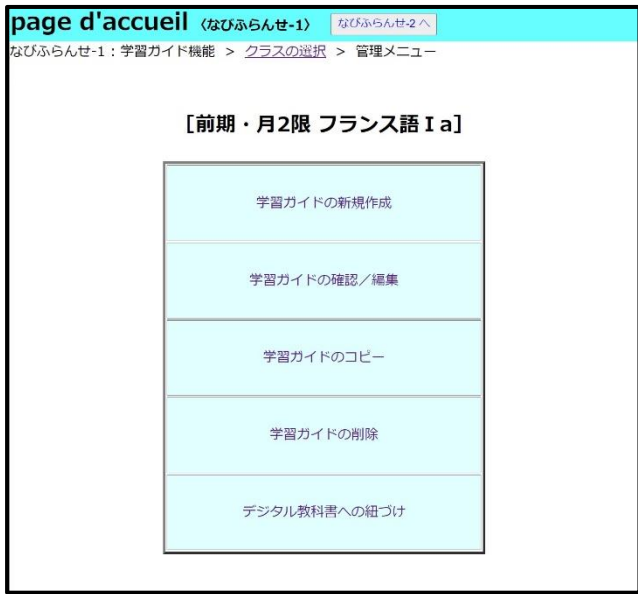 page d'accueil 〈なびふらんせ-1〉 なびふらんせ-2 へ
なびふらんせ-1：学習ガイド機能 > クラスの選択 > 管理メニュー
［前期・月2限 フランス語Ⅰa］
学習ガイドの新規作成
学習ガイドの確認／編集
学習ガイドのコピー
学習ガイドの削除
デジタル教科書への紐づけ